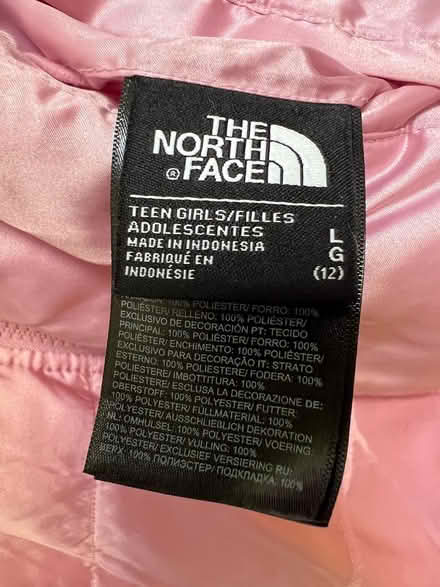 THE
NORTH
FACE
®
TEEN GIRLS/FILLES
ADOLESCENTES
MADE IN INDONESIA
FABRIQUÉ EN
INDONÉSIE
L
G
(12)
100% POLIESTER/ FORRO: 100%
POLIÉSTER/ RELLENO: 100% POLIÉSTER/
EXCLUSIVO DE DECORACIÓN PT: TECIDO
PRINCIPAL: 100% POLIÉSTER/ FORRO: 100%
POLIÉSTER/ ENCHIMENTO: 100% POLIÉSTER/
EXCLUSIVO PARA DECORAÇÃO IT: STRATO
ESTERNO: 100% POLIESTERE/ FODERA: 100%
POLIESTERE/ IMBOTTITURA: 100%
POLIESTERE/ ESCLUSA LA DECORAZIONE DE:
OBERSTOFF: 100% POLYESTER/ FUTTER:
100% POLYESTER/ FÜLLMATERIAL: 100%
POLYESTER/ AUSSCHLIEẞLICH DEKORATION
NL: OMHULSEL: 100% POLYESTER/ VOERING:
100% POLYESTER/ VULLING: 100%
POLYESTER/ EXCLUSIEF VERSIERING RU:
ВЕРХ: 100% ПОЛИЭСТЕР/ ПОДКЛАДКА: 100%